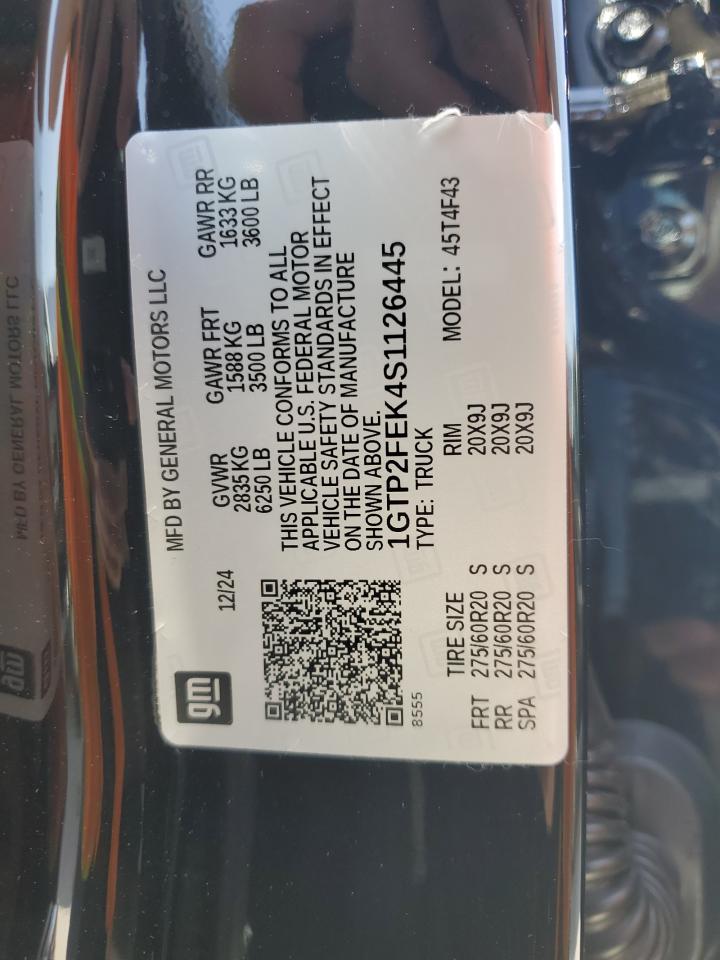 gm
MFD BY GENERAL MOTORS LLC
12/24
GVWR GAWR FRT GAWR RR
2835 KG 1588 KG 1633 KG
6250 LB 3500 LB 3600 LB
THIS VEHICLE CONFORMS TO ALL
APPLICABLE U.S. FEDERAL MOTOR
VEHICLE SAFETY STANDARDS IN EFFECT
ON THE DATE OF MANUFACTURE
SHOWN ABOVE.
1GTP2FEK4S1126445
8555
TYPE: TRUCK
MODEL: 45T4F43
TIRE SIZE RIM
FRT 275/60R20 S 20X9J
RR 275/60R20 S 20X9J
SPA 275/60R20 S 20X9J